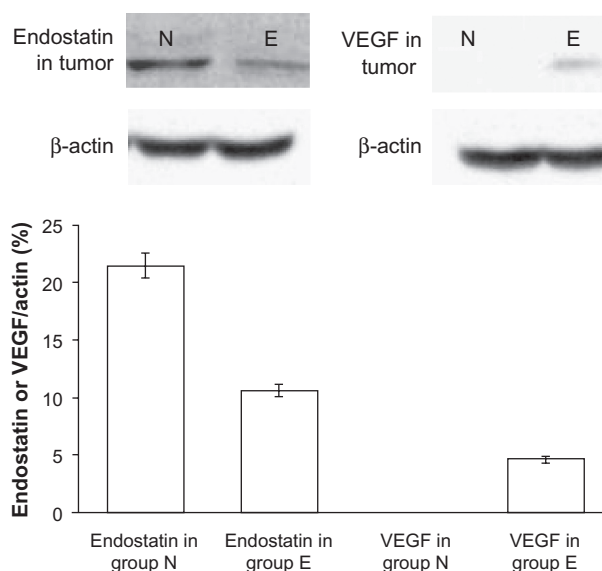 Endostatin
in tumor
N
E
VEGF in
tumor
N
E
β-actin
β-actin
Endostatin or VEGF/actin (%)
25
20
15
10
5
0
Endostatin in
group N
Endostatin in
group E
VEGF in
group N
VEGF in
group E